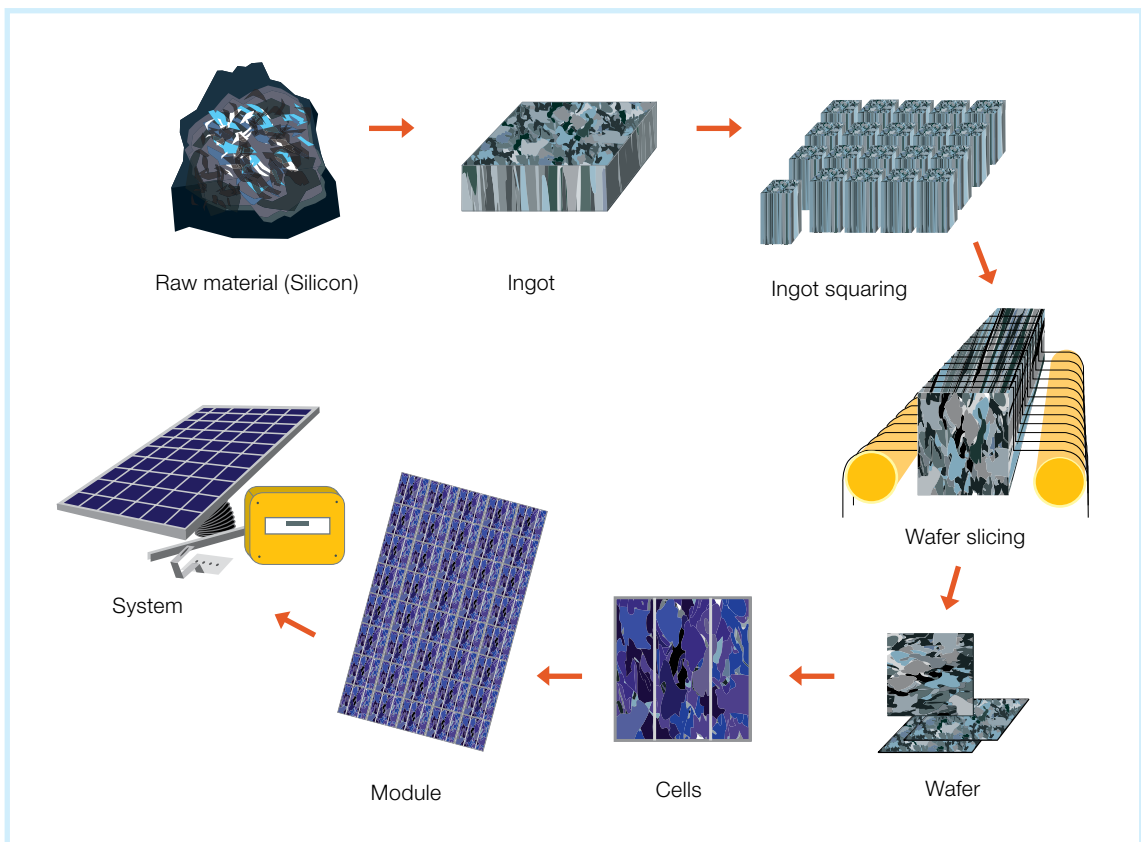 Raw material (Silicon)
Ingot
Ingot squaring
Wafer slicing
Wafer
Cells
Module
System